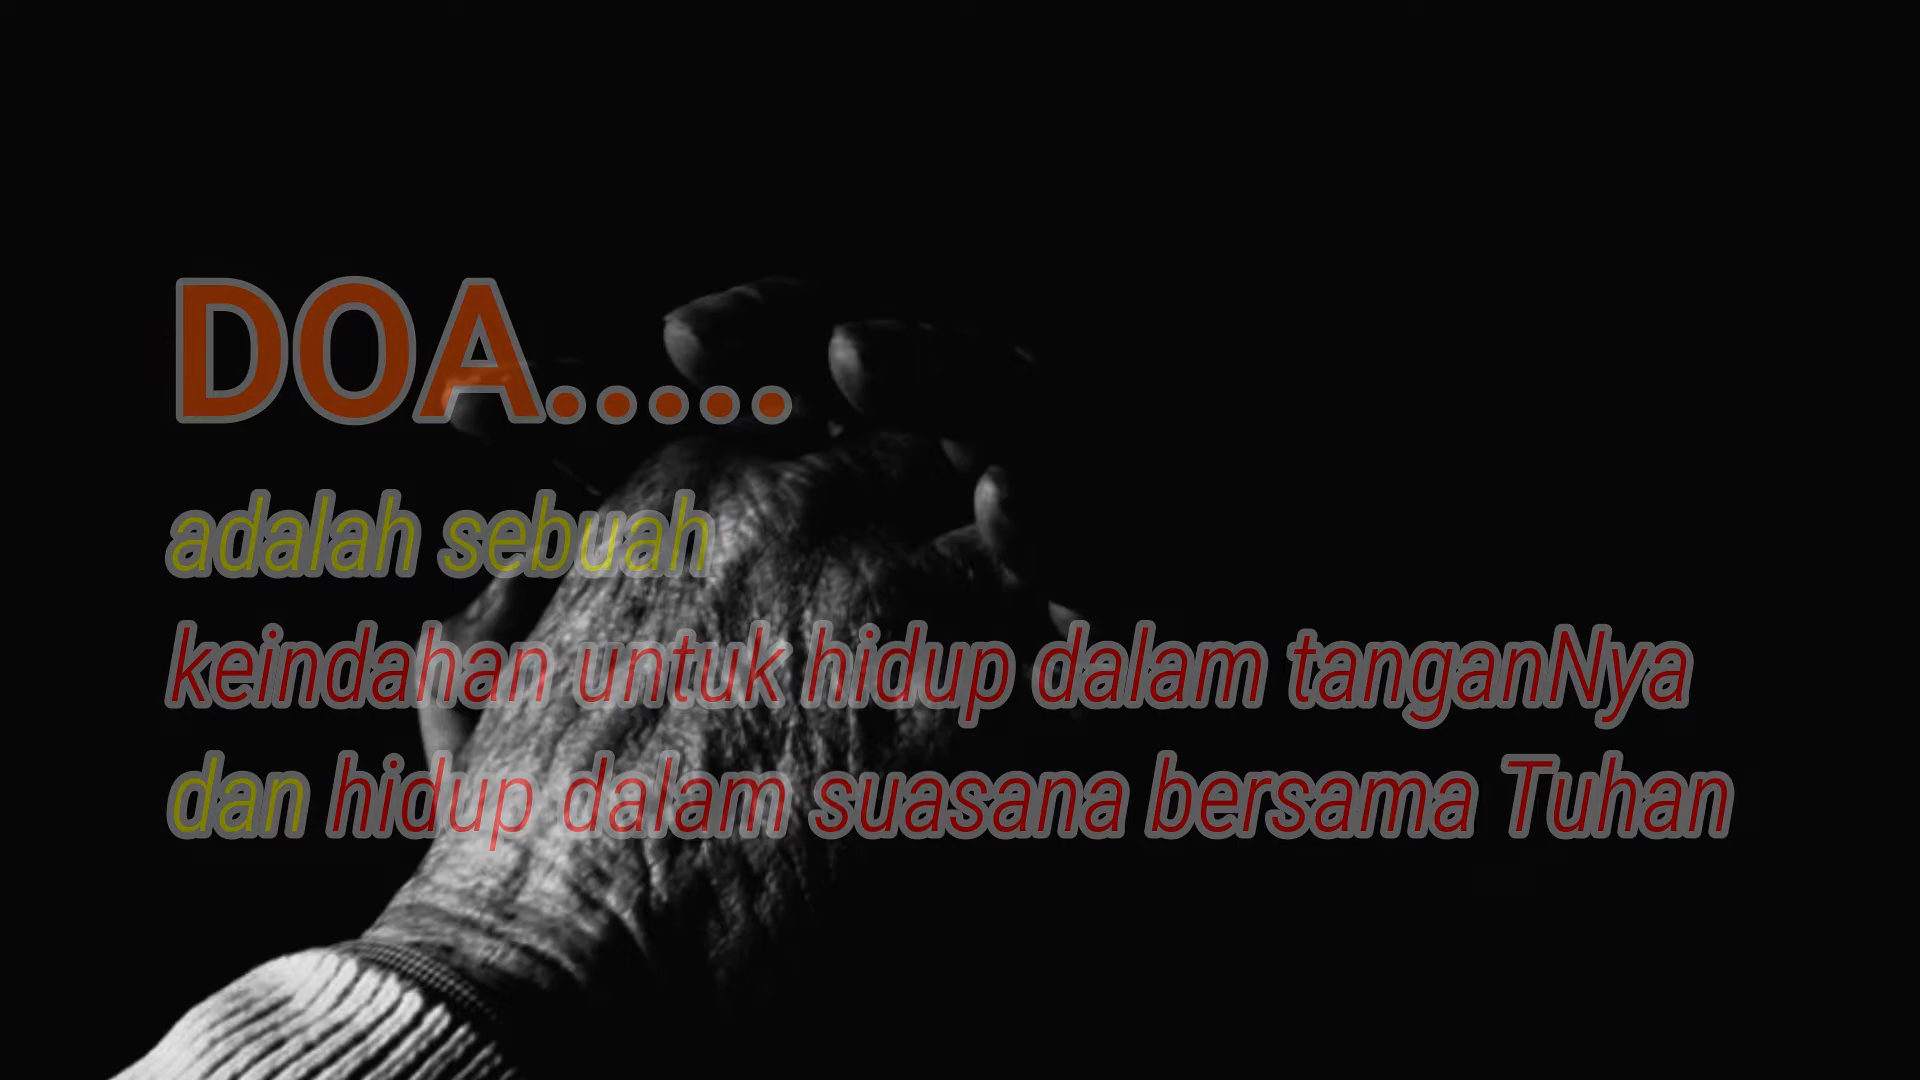 DOA.....
adalah sebuah
keindahan untuk hidup dalam tanganNya
dan hidup dalam suasana bersama Tuhan